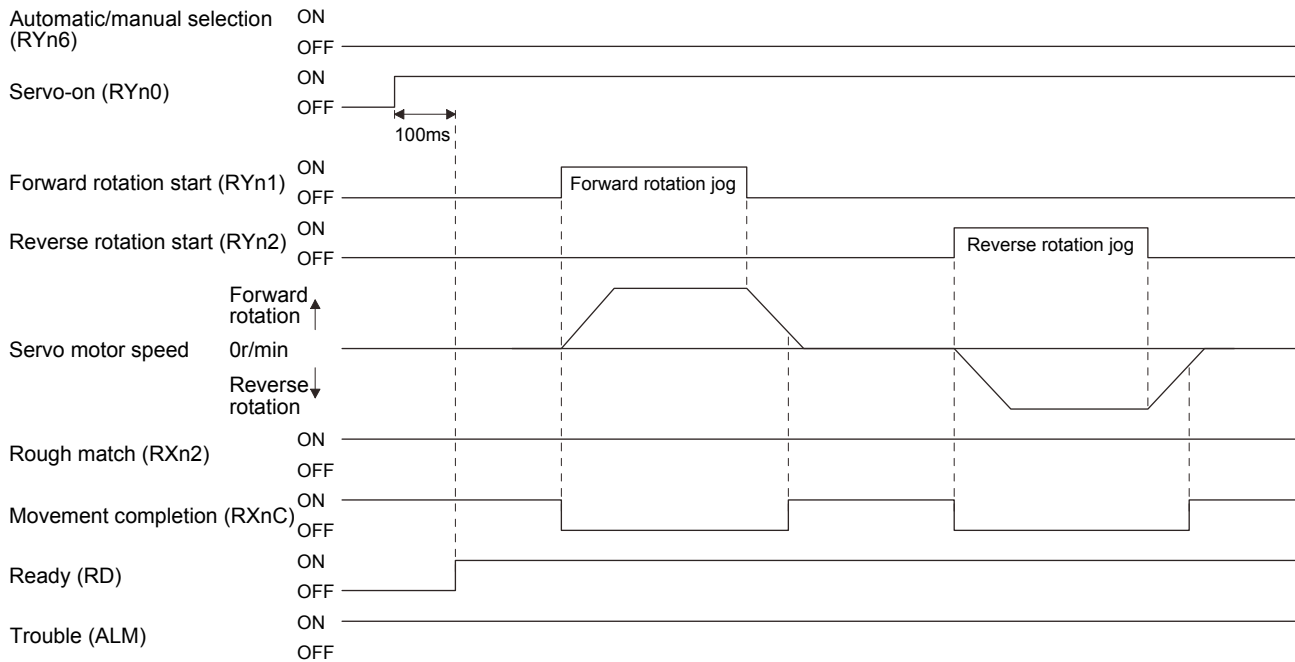 Automatic/manual selection
(RYn6)
ON
OFF
Servo-on (RYn0)
ON
OFF
100ms
Forward rotation start (RYn1)
ON
OFF
Forward rotation jog
Reverse rotation start (RYn2)
ON
OFF
Reverse rotation jog
Forward
rotation
Servo motor speed
0r/min
Reverse
rotation
Rough match (RXn2)
ON
OFF
Movement completion (RXnC)
ON
OFF
Ready (RD)
ON
OFF
Trouble (ALM)
ON
OFF